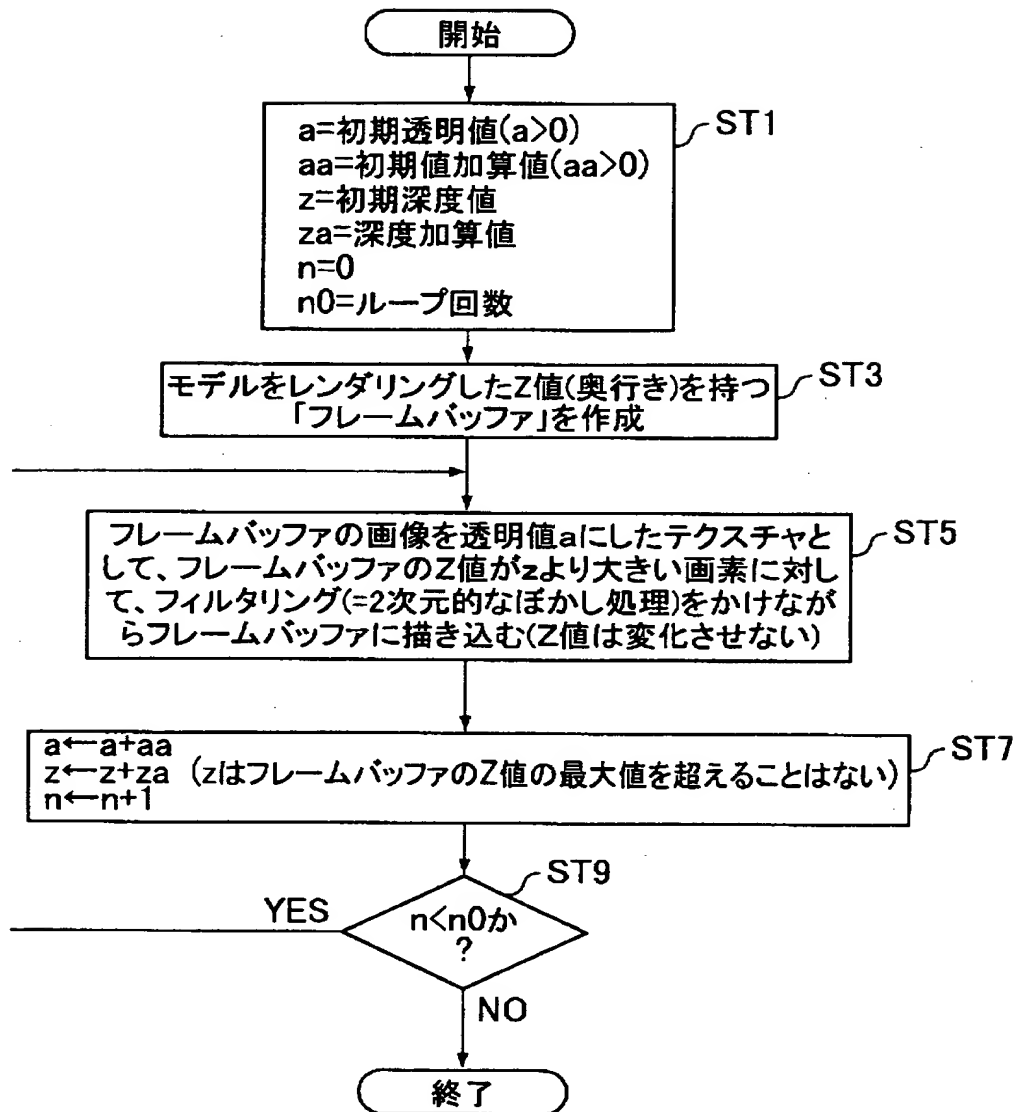 開始
a=初期透明値(a>0)
aa=初期値加算値(aa>0)
z=初期深度値
za=深度加算値
n=0
n0=ループ回数
ST1
モデルをレンダリングしたZ値(奥行き)を持つ
「フレームバッファ」を作成
ST3
フレームバッファの画像を透明値aにしたテクスチャと
して、フレームバッファのZ値がzより大きい画素に対し
て、フィルタリング(=2次元的なぼかし処理)をかけなが
らフレームバッファに描き込む(Z値は変化させない)
ST5
a←a+aa
z←z+za (zはフレームバッファのZ値の最大値を超えることはない)
n←n+1
ST7
ST9
YES
n<n0か
?
NO
終了